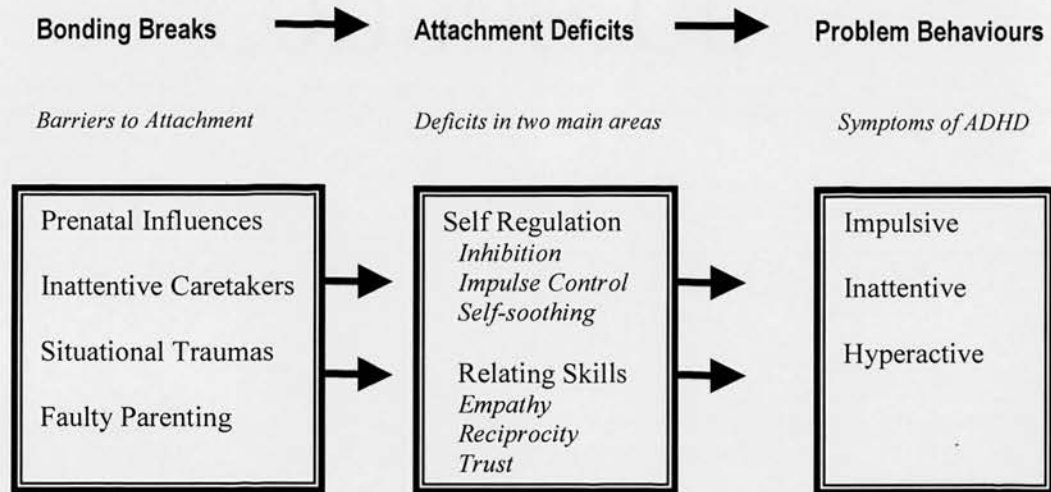 Bonding Breaks
Attachment Deficits
Problem Behaviours
Barriers to Attachment
Deficits in two main areas
Symptoms of ADHD
Prenatal Influences
Inattentive Caretakers
Situational Traumas
Faulty Parenting
Self Regulation
Inhibition
Impulse Control
Self-soothing
Relating Skills
Empathy
Reciprocity
Trust
Impulsive
Inattentive
Hyperactive